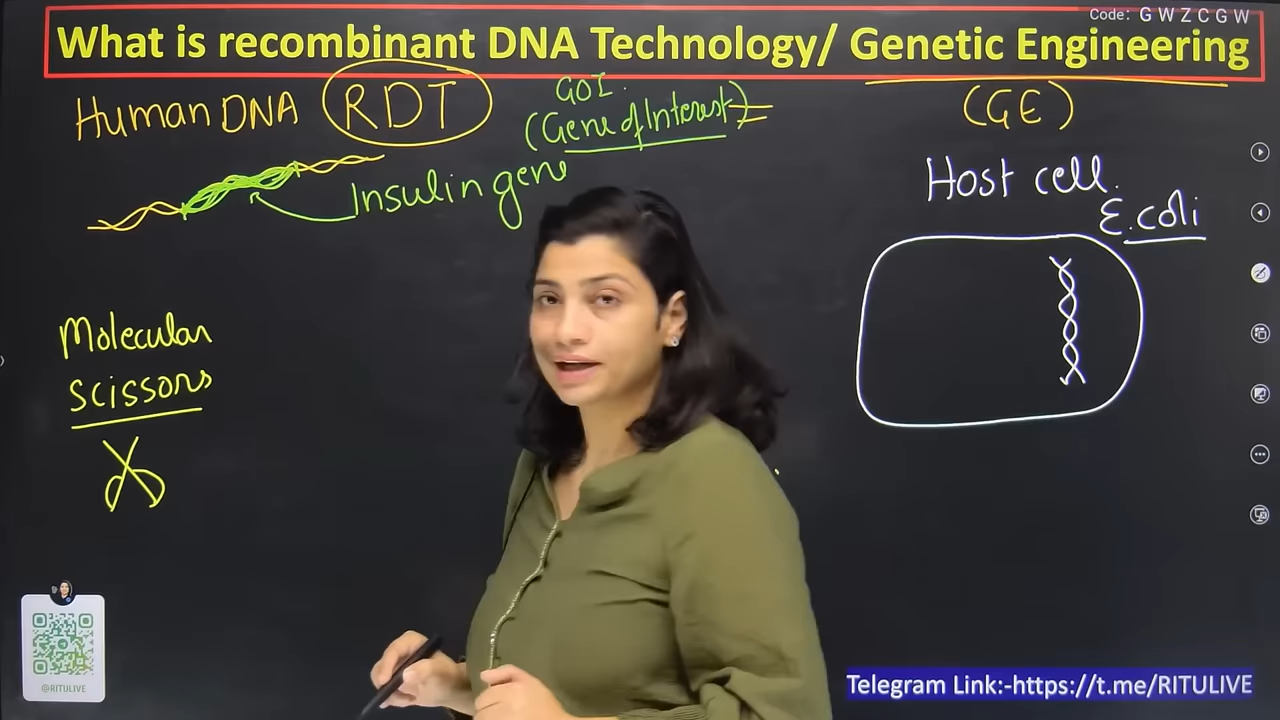 Code: G W Z C G W
What is recombinant DNA Technology/ Genetic Engineering
Human DNA RDT
GOI.
(Gene of Interest)
(GE)
Insulin gene
Host cell.
E.coli
Molecular
scissors
@RITULIVE
Telegram Link:-https://t.me/RITULIVE